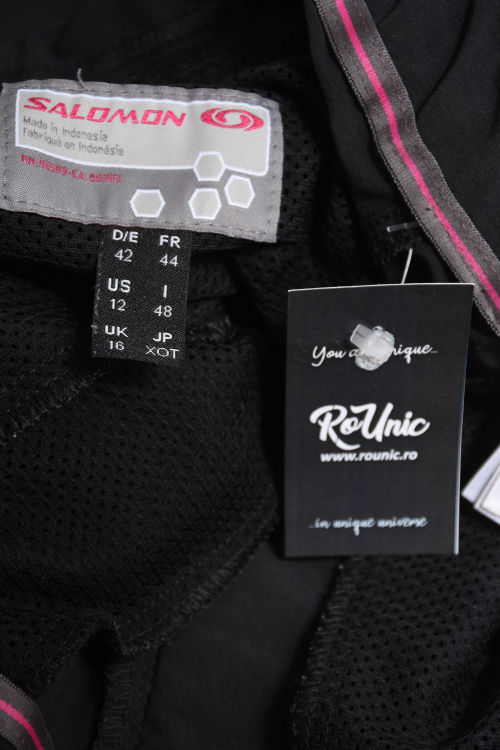 SALOMON
Made in Indonesia
Fabriqué en Indonésie
D/E FR
42 44
US I
12 48
UK JP
16 XOT
You are unique...
RoUnic
www.rounic.ro
...in unique universe